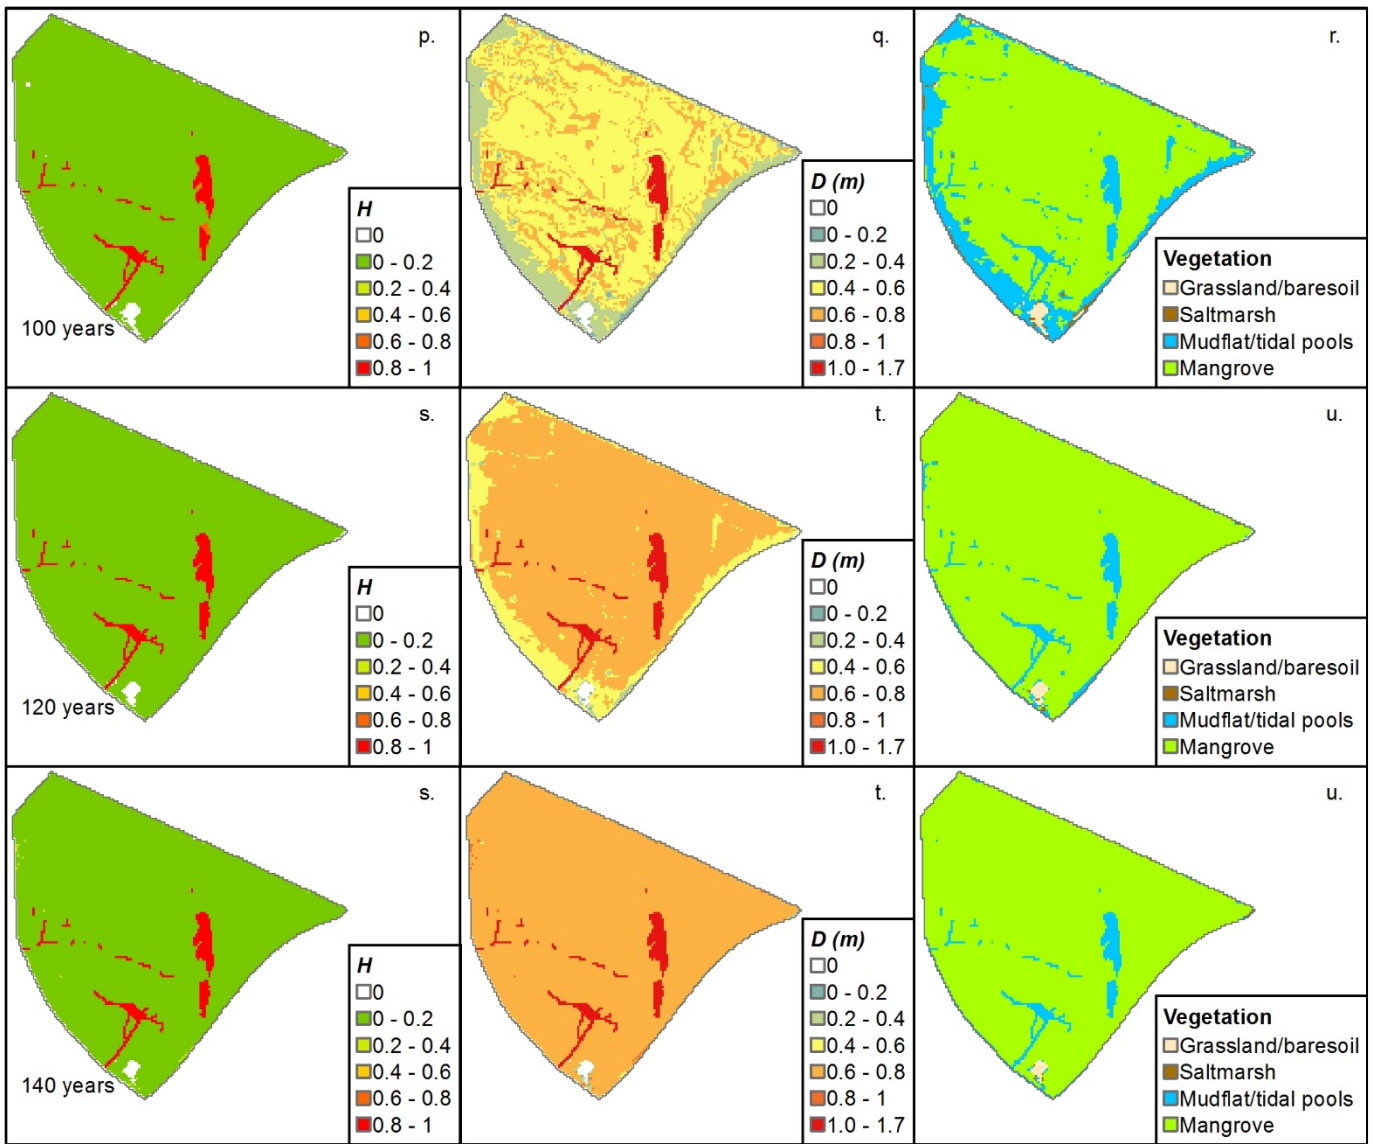 p.
H
0
0 - 0.2
0.2 - 0.4
0.4 - 0.6
0.6 - 0.8
0.8 - 1
100 years
q.
D (m)
0
0 - 0.2
0.2 - 0.4
0.4 - 0.6
0.6 - 0.8
0.8 - 1
1.0 - 1.7
r.
Vegetation
Grassland/baresoil
Saltmarsh
Mudflat/tidal pools
Mangrove
s.
H
0
0 - 0.2
0.2 - 0.4
0.4 - 0.6
0.6 - 0.8
0.8 - 1
120 years
t.
D (m)
0
0 - 0.2
0.2 - 0.4
0.4 - 0.6
0.6 - 0.8
0.8 - 1
1.0 - 1.7
u.
Vegetation
Grassland/baresoil
Saltmarsh
Mudflat/tidal pools
Mangrove
s.
H
0
0 - 0.2
0.2 - 0.4
0.4 - 0.6
0.6 - 0.8
0.8 - 1
140 years
t.
D (m)
0
0 - 0.2
0.2 - 0.4
0.4 - 0.6
0.6 - 0.8
0.8 - 1
1.0 - 1.7
u.
Vegetation
Grassland/baresoil
Saltmarsh
Mudflat/tidal pools
Mangrove